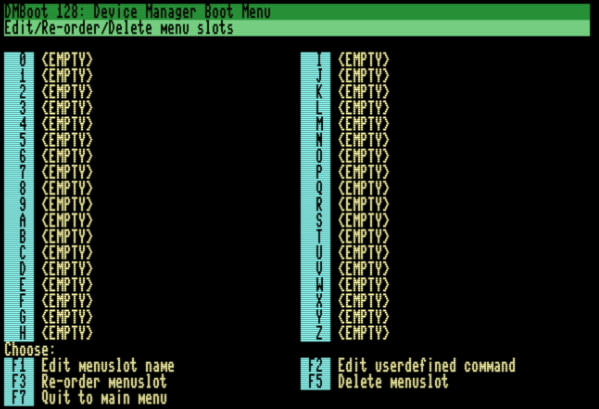 DMBoot 128: Device Manager Boot Menu
Edit/Re-order/Delete menu slots
0 <EMPTY> I <EMPTY>
1 <EMPTY> J <EMPTY>
2 <EMPTY> K <EMPTY>
3 <EMPTY> L <EMPTY>
4 <EMPTY> M <EMPTY>
5 <EMPTY> N <EMPTY>
6 <EMPTY> O <EMPTY>
7 <EMPTY> P <EMPTY>
8 <EMPTY> Q <EMPTY>
9 <EMPTY> R <EMPTY>
A <EMPTY> S <EMPTY>
B <EMPTY> T <EMPTY>
C <EMPTY> U <EMPTY>
D <EMPTY> V <EMPTY>
E <EMPTY> W <EMPTY>
F <EMPTY> X <EMPTY>
G <EMPTY> Y <EMPTY>
H <EMPTY> Z <EMPTY>
Choose:
F1 Edit menuslot name F2 Edit userdefined command
F3 Re-order menuslot F5 Delete menuslot
F7 Quit to main menu